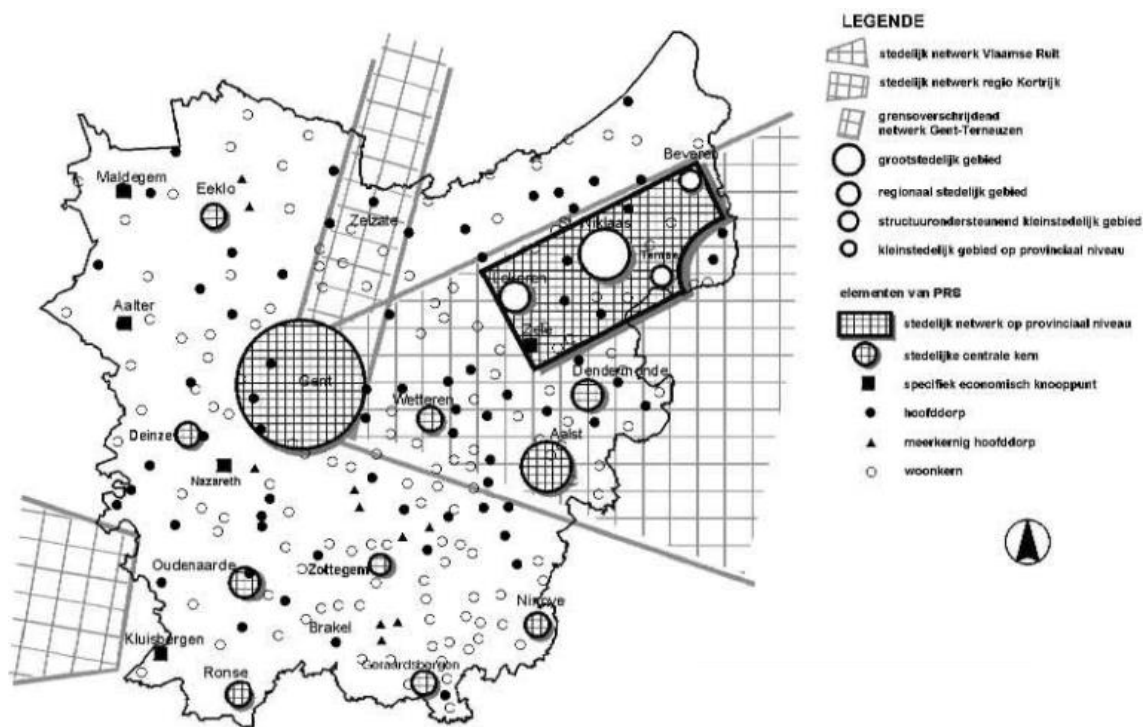 LEGENDE
stedelijk netwerk Vlaamse Ruit
stedelijk netwerk regio Kortrijk
grensoverschrijdend
netwerk Gent-Terneuzen
grootstedelijk gebied
regionaal stedelijk gebied
structuurondersteunend kleinstedelijk gebied
kleinstedelijk gebied op provinciaal niveau
elementen van PRS
stedelijk netwerk op provinciaal niveau
stedelijke centrale kern
specifiek economisch knooppunt
hoofddorp
meerkernig hoofddorp
woonkern
Beveren
Maldegem
Eeklo
Zelzate
Niklaas
Temse
Lokeren
Aalter
Zele
Dendermonde
Gent
Wetteren
Deinze
Aalst
Nazareth
Oudenaarde
Zottegem
Ninove
Brakel
Kluisbergen
Geraardsbergen
Ronse